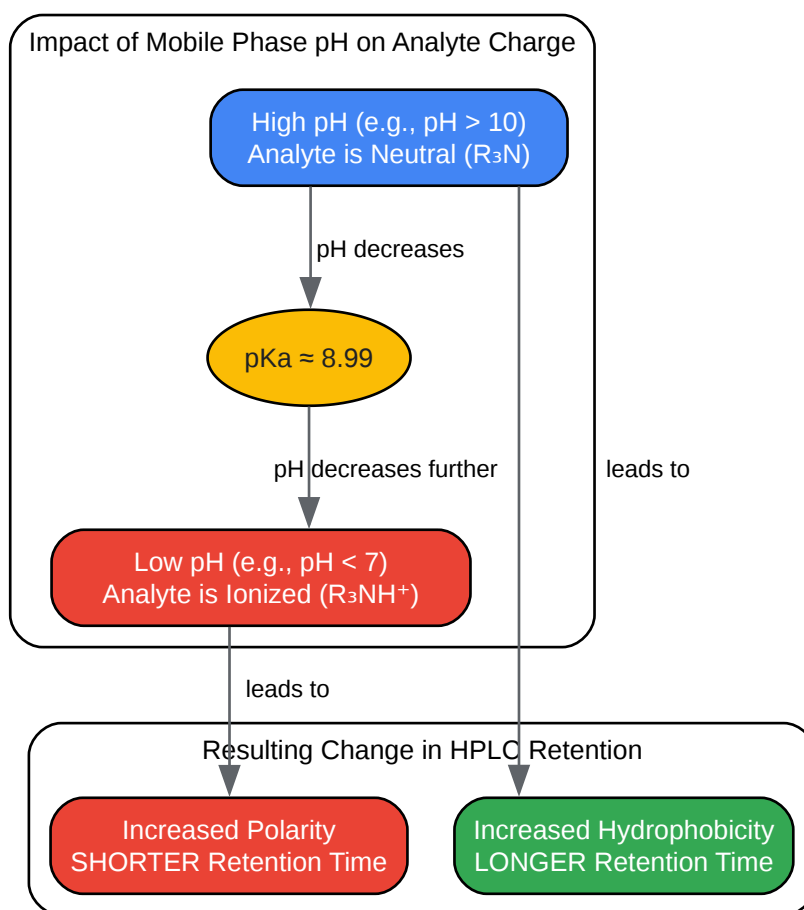 Impact of Mobile Phase pH on Analyte Charge
High pH (e.g., pH > 10)
Analyte is Neutral (R₃N)
pH decreases
pKa ≈ 8.99
pH decreases further
leads to
Low pH (e.g., pH < 7)
Analyte is Ionized (R₃NH⁺)
leads to
Resulting Change in HPLC Retention
Increased Polarity
SHORTER Retention Time
Increased Hydrophobicity
LONGER Retention Time